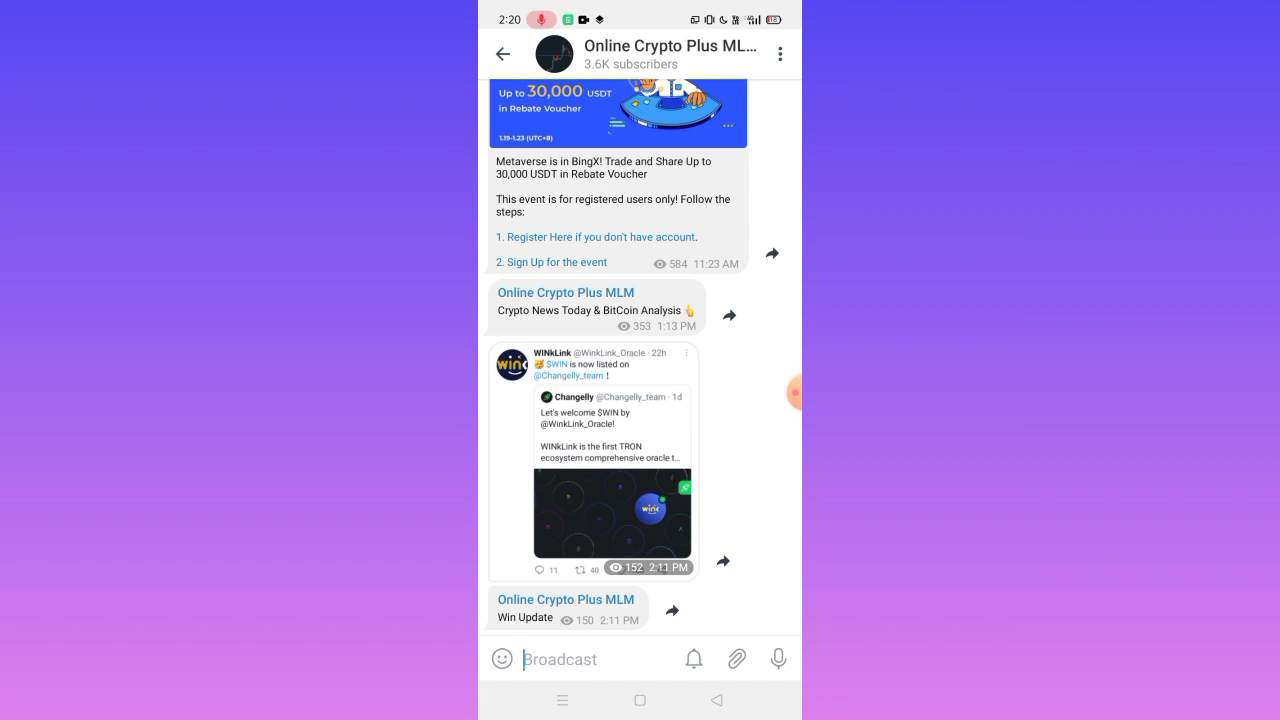 2:20
Online Crypto Plus ML...
3.6K subscribers
Up to 30,000 USDT
in Rebate Voucher
1.19-1.23 (UTC+8)
Metaverse is in BingX! Trade and Share Up to
30,000 USDT in Rebate Voucher
This event is for registered users only! Follow the
steps:
1. Register Here if you don't have account.
2. Sign Up for the event
584 11:23 AM
Online Crypto Plus MLM
Crypto News Today & BitCoin Analysis 👆
353 1:13 PM
WINkLink @WinkLink_Oracle · 22h
🥳 $WIN is now listed on
@Changelly_team !
Changelly @Changelly_team · 1d
Let's welcome $WIN by
@WinkLink_Oracle!
WINkLink is the first TRON
ecosystem comprehensive oracle t...
11 40 152 2:11 PM
Online Crypto Plus MLM
Win Update 150 2:11 PM
Broadcast